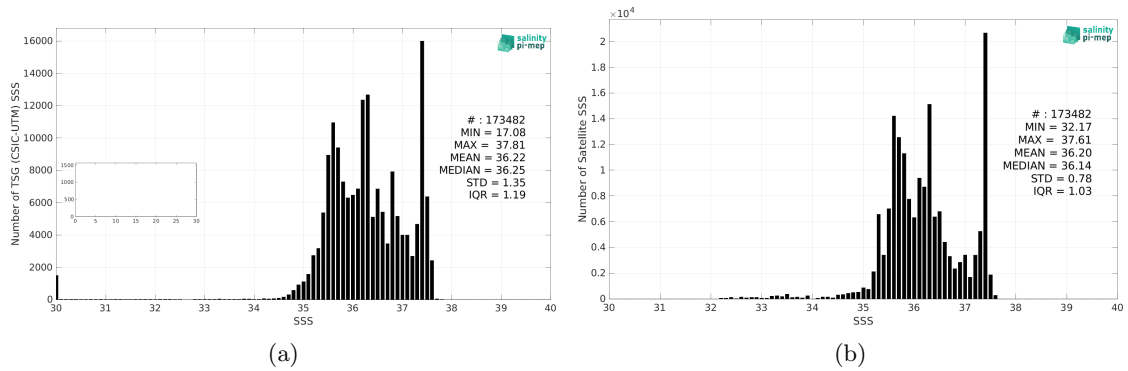 salinity
pi-mep
Number of TSG (CSIC-UTM) SSS
16000
14000
12000
10000
8000
6000
4000
2000
0
# : 173482
MIN = 17.08
MAX = 37.81
MEAN = 36.22
MEDIAN = 36.25
STD = 1.35
IQR = 1.19
1500
1000
500
0
0 5 10 15 20 25 30
30 31 32 33 34 35 36 37 38 39 40
SSS
(a)
×10⁴
salinity
pi-mep
Number of Satellite SSS
2
1.8
1.6
1.4
1.2
1
0.8
0.6
0.4
0.2
0
# : 173482
MIN = 32.17
MAX = 37.61
MEAN = 36.20
MEDIAN = 36.14
STD = 0.78
IQR = 1.03
30 31 32 33 34 35 36 37 38 39 40
SSS
(b)